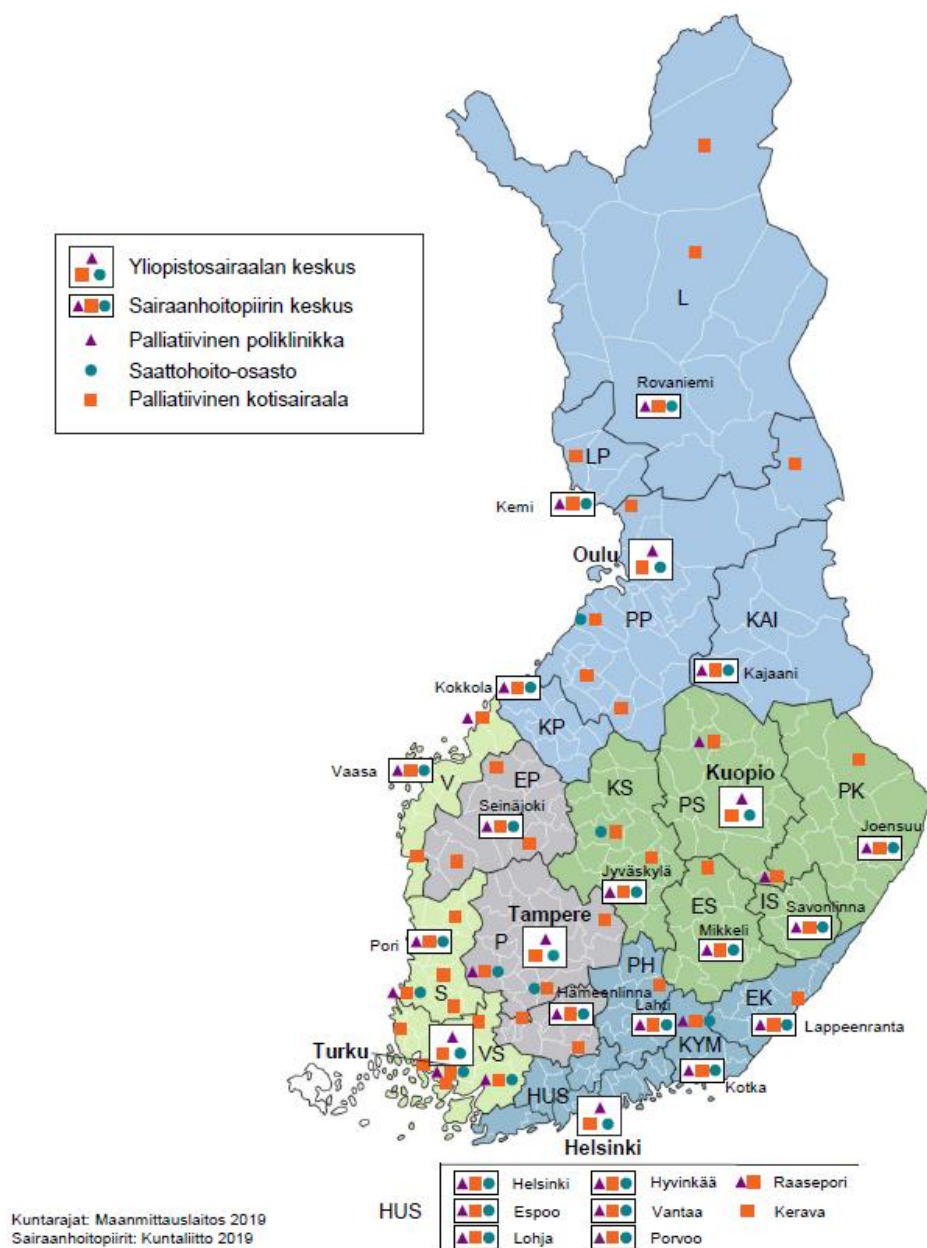 Yliopistosairaalan keskus
Sairaanhoitopiirin keskus
Palliatiivinen poliklinikka
Saattohoito-osasto
Palliatiivinen kotisairaala
L
Rovaniemi
LP
Kemi
Oulu
PP
KAI
Kajaani
Kokkola
KP
Vaasa
V
EP
Seinäjoki
KS
PS
Kuopio
PK
Joensuu
Jyväskylä
ES
IS
Savonlinna
Mikkeli
Tampere
P
Pori
S
PH
Hämeenlinna
Lahti
EK
Lappeenranta
KYM
Kotka
Turku
VS
HUS
Helsinki
HUS
Helsinki
Hyvinkää
Raasepori
Espoo
Vantaa
Kerava
Lohja
Porvoo
Kuntarajat: Maanmittauslaitos 2019
Sairaanhoitopiirit: Kuntaliitto 2019